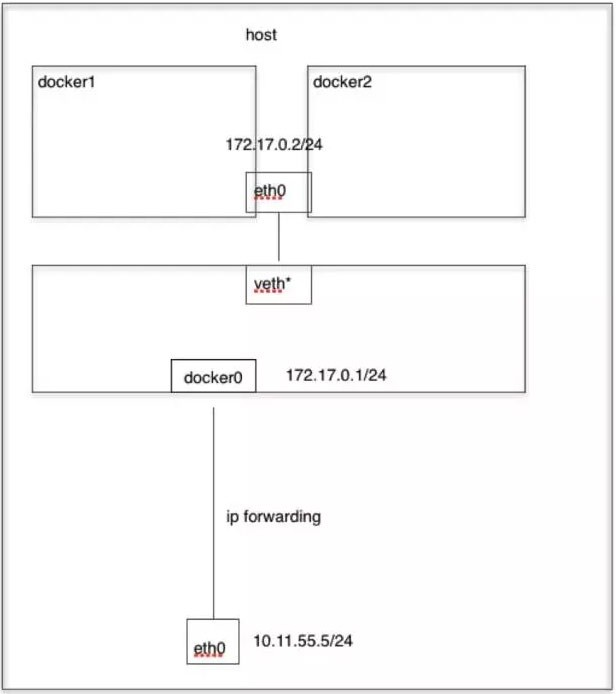 host
docker1
docker2
172.17.0.2/24
eth0
veth*
docker0
172.17.0.1/24
ip forwarding
eth0
10.11.55.5/24